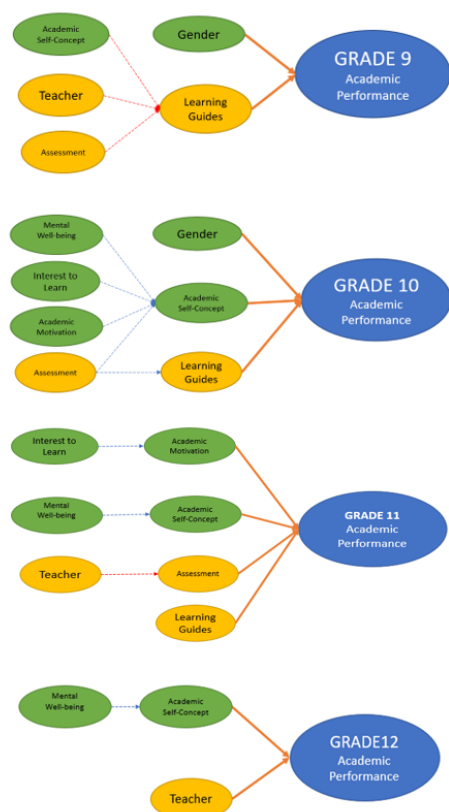 Academic
Self-Concept
Gender
GRADE 9
Academic
Performance
Teacher
Learning
Guides
Assessment
Mental
Well-being
Gender
Interest to
Learn
Academic
Self-Concept
GRADE 10
Academic
Performance
Academic
Motivation
Assessment
Learning
Guides
Interest to
Learn
Academic
Motivation
Mental
Well-being
Academic
Self-Concept
GRADE 11
Academic
Performance
Teacher
Assessment
Learning
Guides
Mental
Well-being
Academic
Self-Concept
GRADE12
Academic
Performance
Teacher